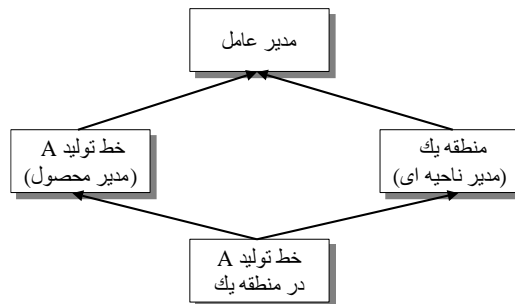 مدیر عامل
خط تولید A
(مدیر محصول)
منطقه یك
(مدیر ناحیه ای)
خط تولید A
در منطقه یك